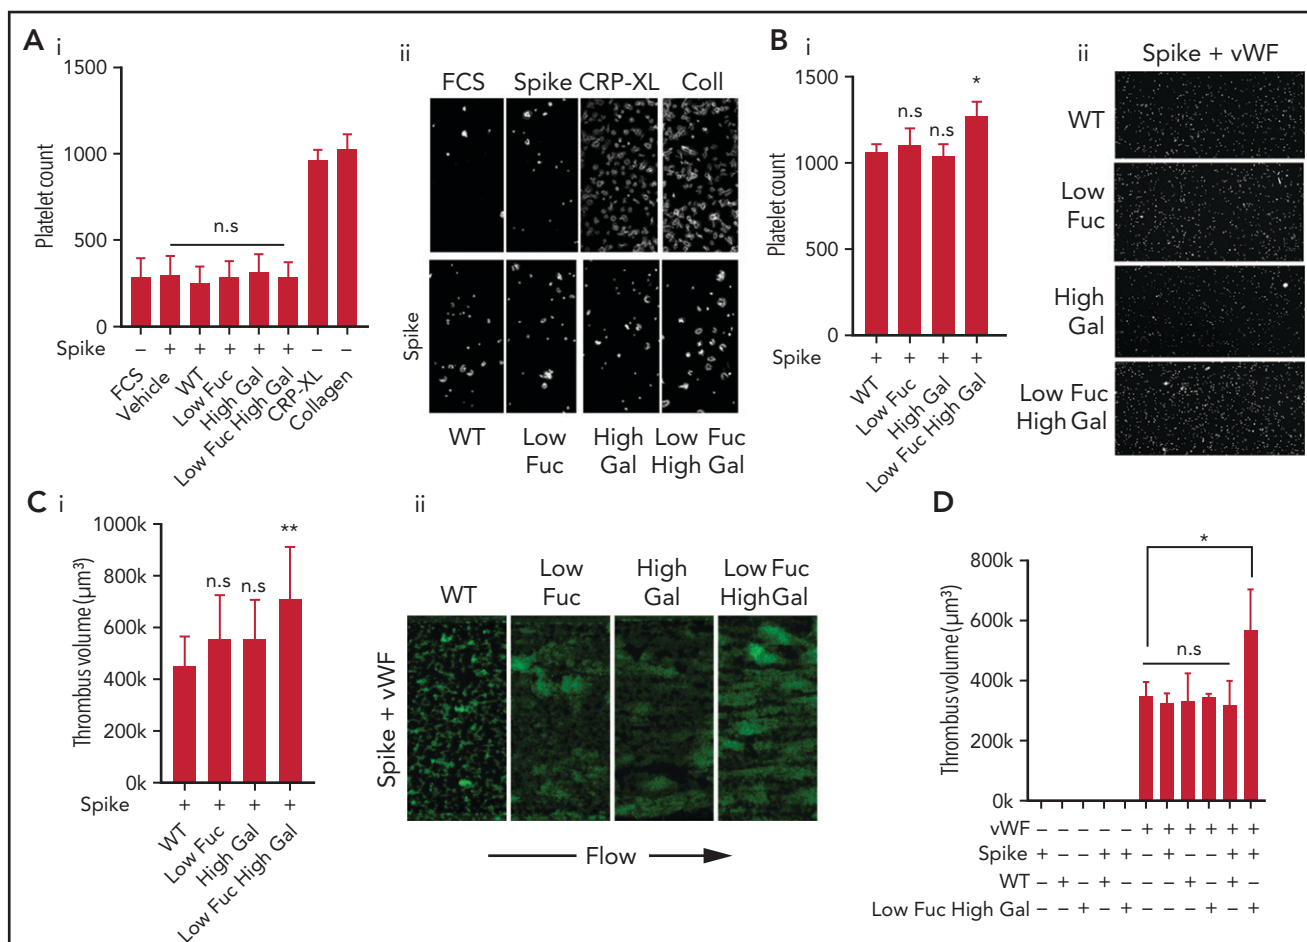 A i
1500
1000
500
0
Platelet count
n.s
Spike – + + + + + – –
FCS
Vehicle
WT
Low Fuc
High Gal
Low Fuc High Gal
CRP-XL
Collagen
ii
FCS Spike CRP-XL Coll
Spike
WT Low Fuc High Gal Low Fuc High Gal
B i
1500
1000
500
0
Platelet count
n.s
n.s
*
Spike + + + +
WT
Low Fuc
High Gal
Low Fuc High Gal
ii Spike + vWF
WT
Low
Fuc
High
Gal
Low Fuc
High Gal
C i
1000k
800k
600k
400k
200k
0k
Thrombus volume (µm³)
n.s
n.s
**
Spike + + + +
WT
Low Fuc
High Gal
Low Fuc High Gal
ii
WT Low Fuc High Gal Low Fuc High Gal
Spike + vWF
Flow
D
800k
600k
400k
200k
0k
Thrombus volume (µm³)
n.s
*
vWF – – – – – + + + + + +
Spike + – – + + – + – – + +
WT – + – + – – – + – + –
Low Fuc High Gal – – + – + – – – + – +